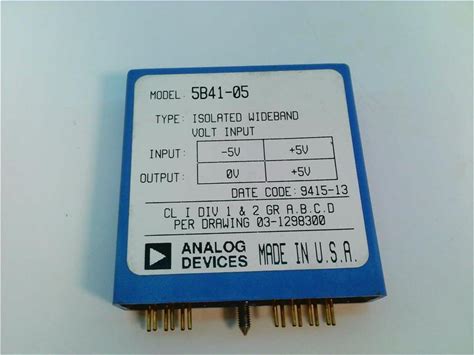 MODEL: 5B41-05
TYPE: ISOLATED WIDEBAND
VOLT INPUT
INPUT: -5V +5V
OUTPUT: 0V +5V
DATE CODE: 9415-13
CL I DIV 1 & 2 GR A.B.C.D
PER DRAWING 03-1298300
ANALOG
DEVICES MADE IN U.S.A.